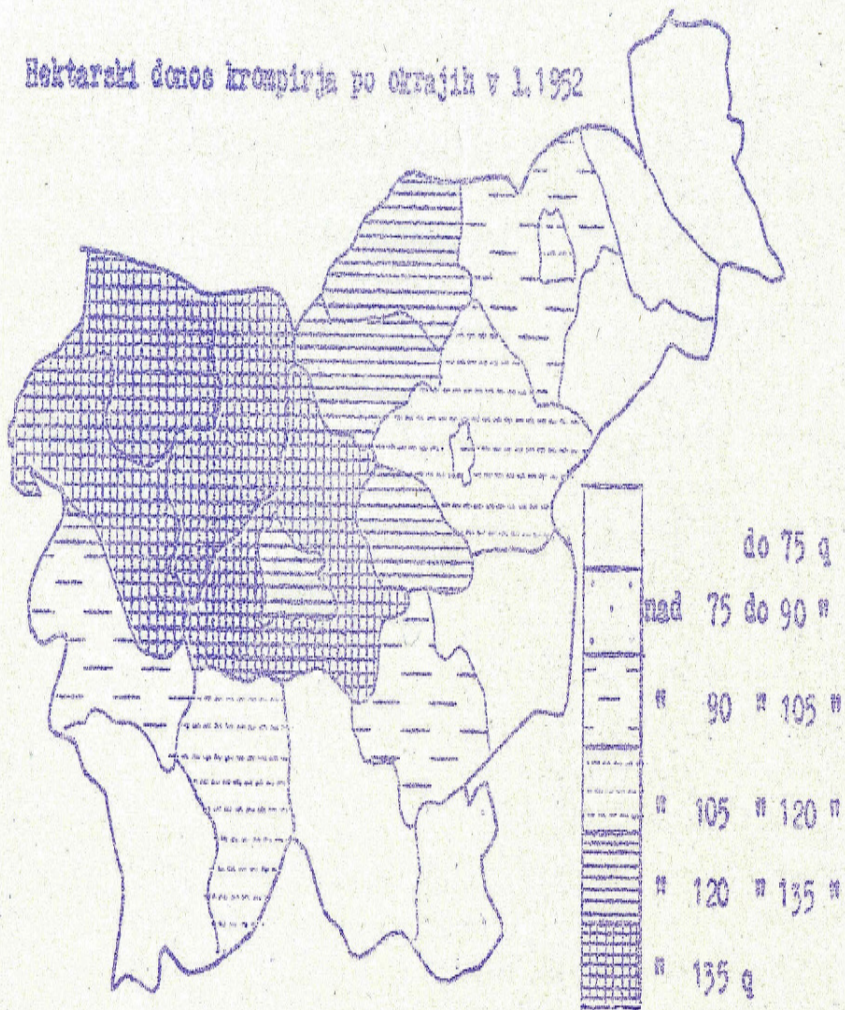 Hektarski donos krompirja po okrajih v l.1952
do 75 q
nad 75 do 90 "
" 90 " 105 "
" 105 " 120 "
" 120 " 135 "
" 135 q